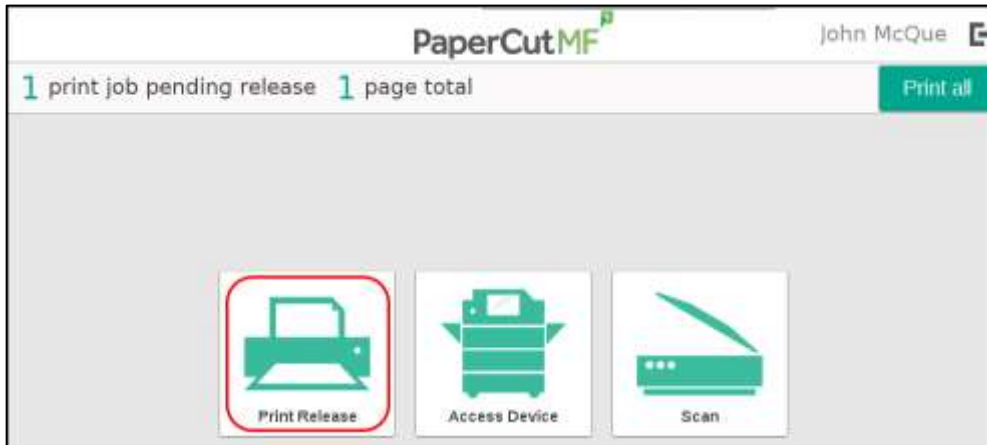 PaperCutMF
John McQue
1 print job pending release 1 page total
Print all
Print Release
Access Device
Scan